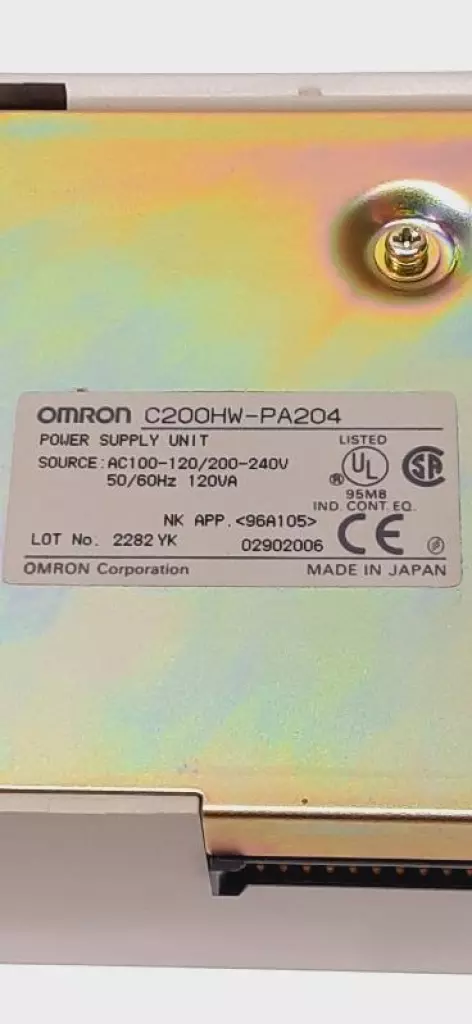 OMRON C200HW-PA204
POWER SUPPLY UNIT
LISTED
SOURCE:AC100-120/200-240V
50/60Hz 120VA
UL
®
SA
95M8
IND. CONT. EQ.
NK APP.<96A105>
LOT No. 2282 YK 02902006
CE
OMRON Corporation MADE IN JAPAN